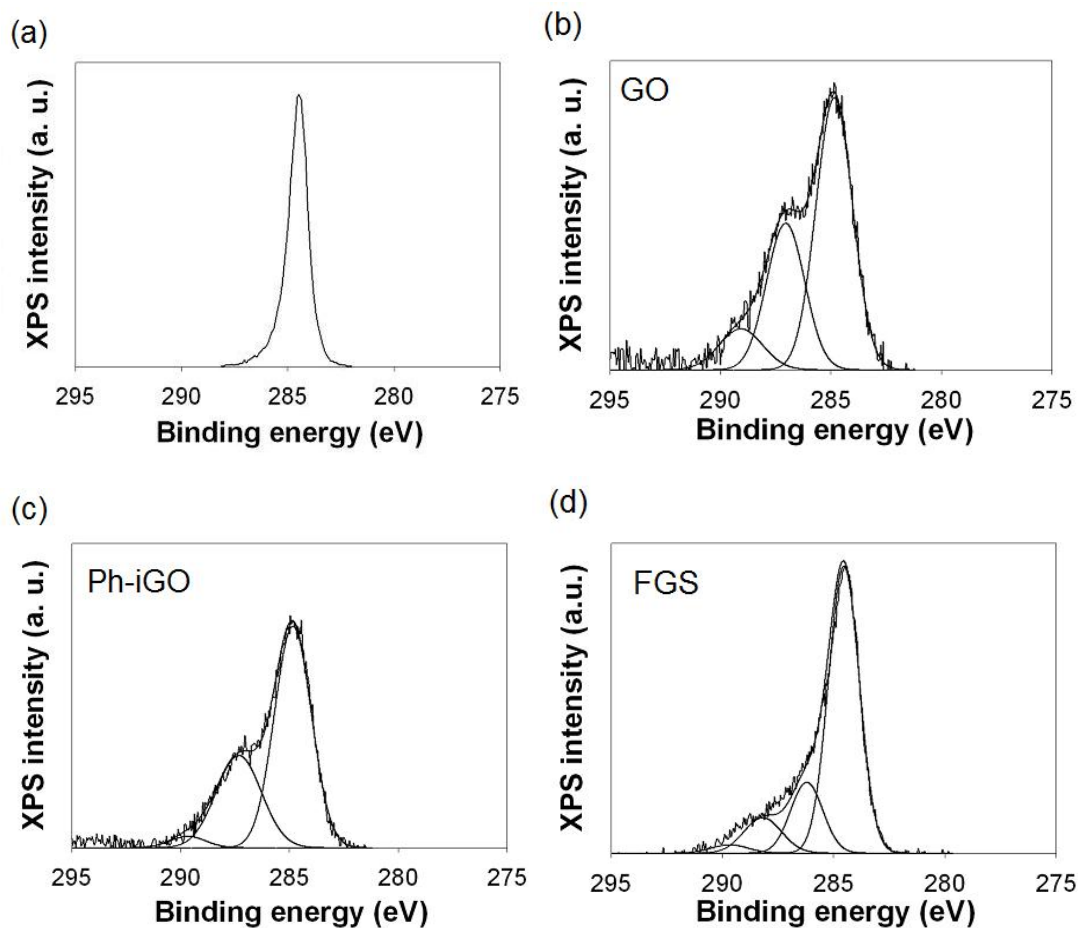 (a)
XPS intensity (a. u.)
295 290 285 280 275
Binding energy (eV)
(b)
GO
XPS intensity (a. u.)
295 290 285 280 275
Binding energy (eV)
(c)
Ph-iGO
XPS intensity (a. u.)
295 290 285 280 275
Binding energy (eV)
(d)
FGS
XPS intensity (a.u.)
295 290 285 280 275
Binding energy (eV)